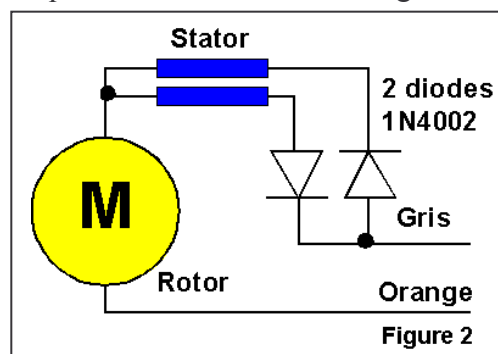 Stator
2 diodes
1N4002
M
Gris
Rotor
Orange
Figure 2